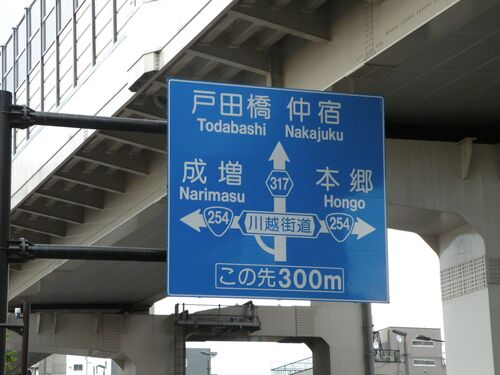 戸田橋 仲宿
Todabashi Nakajuku
成増 317 本郷
Narimasu Hongo
254 川越街道 254
この先300m